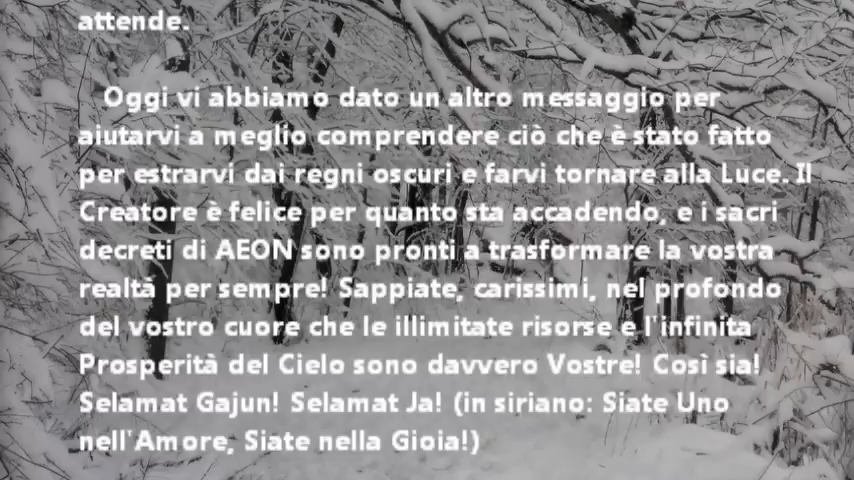 attende.
Oggi vi abbiamo dato un altro messaggio per
aiutarvi a meglio comprendere ciò che è stato fatto
per estrarvi dai regni oscuri e farvi tornare alla Luce. Il
Creatore è felice per quanto sta accadendo, e i sacri
decreti di AEON sono pronti a trasformare la vostra
realtà per sempre! Sappiate, carissimi, nel profondo
del vostro cuore che le illimitate risorse e l'infinita
Prosperità del Cielo sono davvero Vostre! Così sia!
Selamat Gajun! Selamat Ja! (in siriano: Siate Uno
nell'Amore, Siate nella Gioia!)